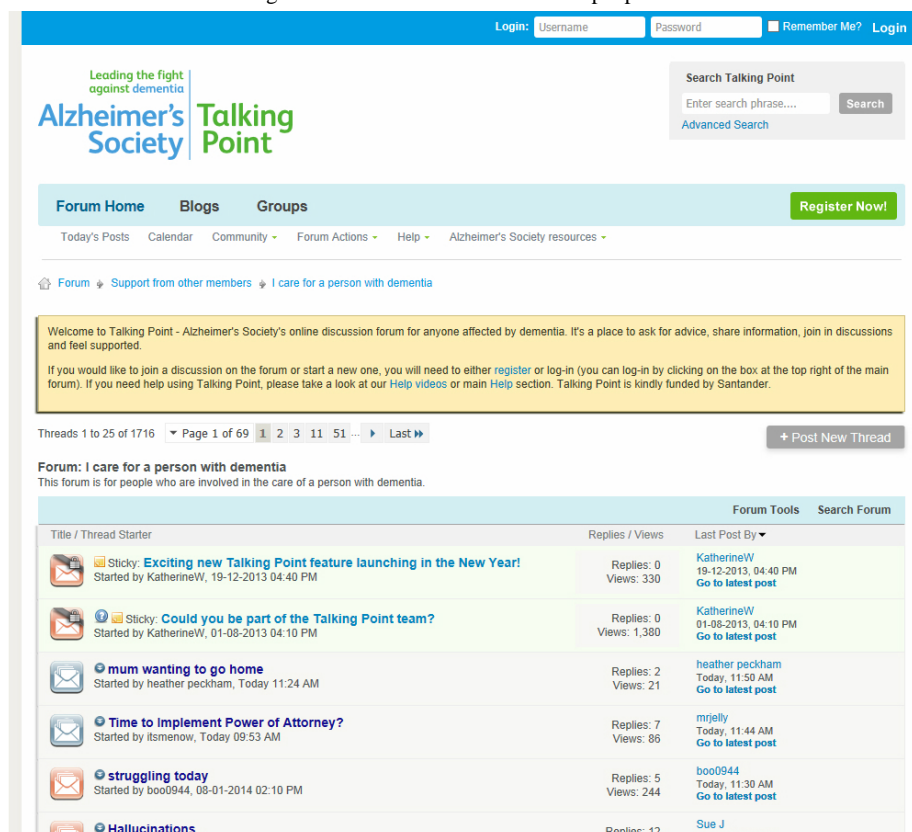 Login: Username Password Remember Me? Login
Leading the fight
against dementia
Alzheimer's Society Talking Point
Search Talking Point
Enter search phrase.... Search
Advanced Search
Forum Home Blogs Groups Register Now!
Today's Posts Calendar Community Forum Actions Help Alzheimer's Society resources
Forum Support from other members I care for a person with dementia
Welcome to Talking Point - Alzheimer's Society's online discussion forum for anyone affected by dementia. It's a place to ask for advice, share information, join in discussions
and feel supported.
If you would like to join a discussion on the forum or start a new one, you will need to either register or log-in (you can log-in by clicking on the box at the top right of the main
forum). If you need help using Talking Point, please take a look at our Help videos or main Help section. Talking Point is kindly funded by Santander.
Threads 1 to 25 of 1716 Page 1 of 69 1 2 3 11 51 ... Last
+ Post New Thread
Forum: I care for a person with dementia
This forum is for people who are involved in the care of a person with dementia.
Forum Tools Search Forum
Title / Thread Starter Replies / Views Last Post By
Sticky: Exciting new Talking Point feature launching in the New Year!
Started by KatherineW, 19-12-2013 04:40 PM
Replies: 0
Views: 330
KatherineW
19-12-2013, 04:40 PM
Go to latest post
Sticky: Could you be part of the Talking Point team?
Started by KatherineW, 01-08-2013 04:10 PM
Replies: 0
Views: 1,380
KatherineW
01-08-2013, 04:10 PM
Go to latest post
mum wanting to go home
Started by heather peckham, Today 11:24 AM
Replies: 2
Views: 21
heather peckham
Today, 11:50 AM
Go to latest post
Time to Implement Power of Attorney?
Started by itsmenow, Today 09:53 AM
Replies: 7
Views: 86
mrjelly
Today, 11:44 AM
Go to latest post
struggling today
Started by boo0944, 08-01-2014 02:10 PM
Replies: 5
Views: 244
boo0944
Today, 11:30 AM
Go to latest post
Hallucinations
Replies: 12
Sue J